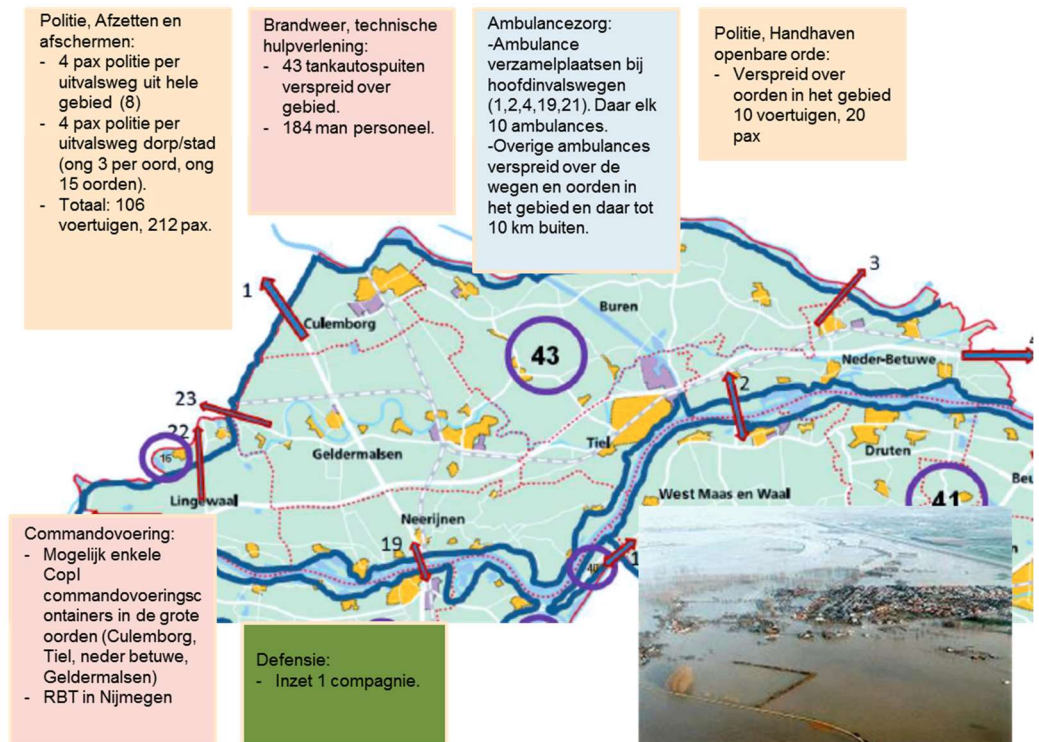 Politie, Afzetten en
afschermen:
- 4 pax politie per
uitvalsweg uit hele
gebied (8)
- 4 pax politie per
uitvalsweg dorp/stad
(ong 3 per oord, ong
15 oorden).
- Totaal: 106
voertuigen, 212 pax.
Brandweer, technische
hulpverlening:
- 43 tankautospuiten
verspreid over
gebied.
- 184 man personeel.
Ambulancezorg:
-Ambulance
verzamelplaatsen bij
hoofdinvalswegen
(1,2,4,19,21). Daar elk
10 ambulances.
-Overige ambulances
verspreid over de
wegen en oorden in
het gebied en daar tot
10 km buiten.
Politie, Handhaven
openbare orde:
- Verspreid over
oorden in het gebied
10 voertuigen, 20
pax
1
Culemborg
Buren
3
43
Neder-Betuwe
2
23
22
16
Geldermalsen
Tiel
Druten
Lingewaal
West Maas en Waal
41
Neerijnen
19
40
1
Commandovoering:
- Mogelijk enkele
CopI
commandovoeringsc
ontainers in de grote
oorden (Culemborg,
Tiel, neder betuwe,
Geldermalsen)
- RBT in Nijmegen
Defensie:
- Inzet 1 compagnie.